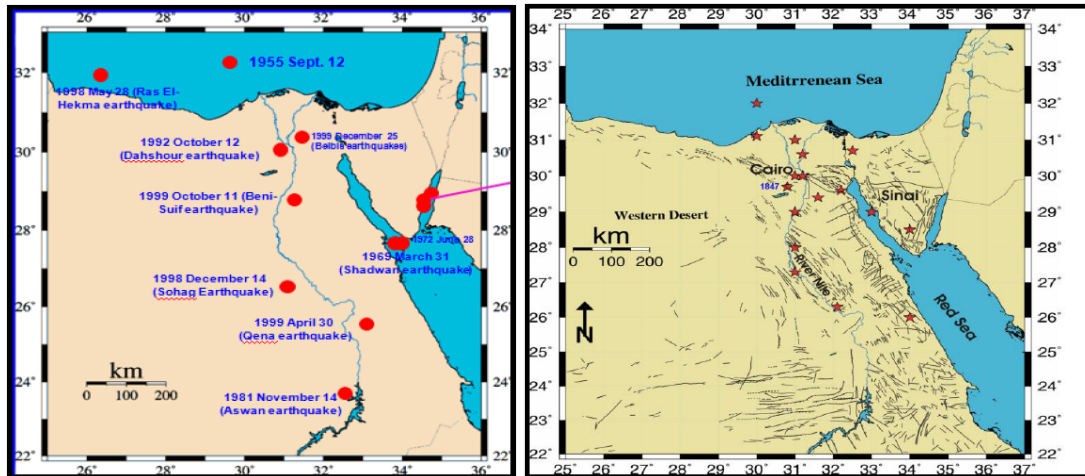 26° 28° 30° 32° 34° 36°
1955 Sept. 12
32°
1998 May 28 (Ras El-
Hekma earthquake)
1992 October 12
(Dahshour earthquake)
1999 December 25
(Belbis earthquakes)
30°
1999 October 11 (Beni-
Suif earthquake)
28°
1972 June 28
1969 March 31
(Shadwan earthquake)
1998 December 14
(Sohag Earthquake)
26°
1999 April 30
(Qena earthquake)
km
0 100 200
24°
1981 November 14
(Aswan earthquake)
22°
26° 28° 30° 32° 34° 36°
25° 26° 27° 28° 29° 30° 31° 32° 33° 34° 35° 36° 37°
34°
33°
Meditrrenean Sea
32°
31°
Cairo
30°
1847
Sinai
Western Desert
29°
km
28°
0 50 100 150 200
River Nile
27°
Red Sea
26°
N
25°
24°
23°
22°
25° 26° 27° 28° 29° 30° 31° 32° 33° 34° 35° 36° 37°